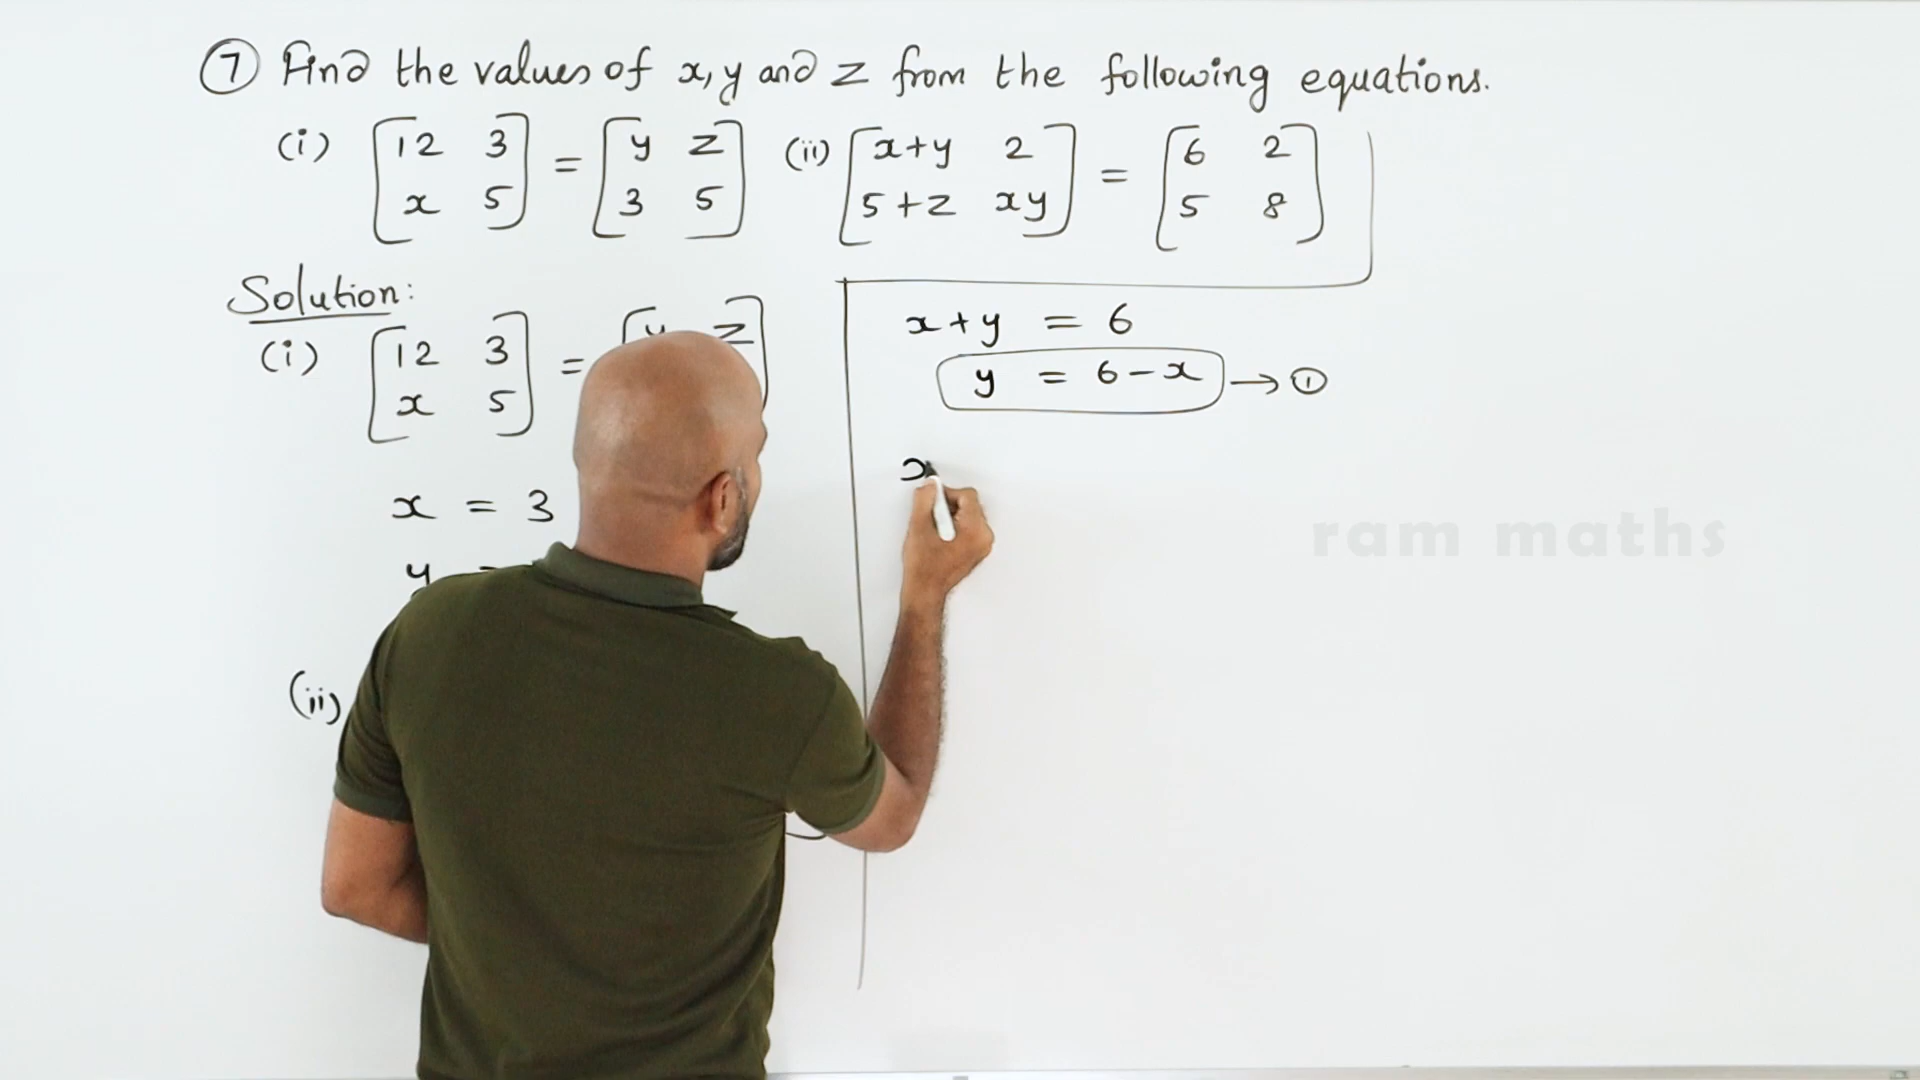 7 Find the values of x, y and z from the following equations.
(i) [12 3] = [y z] (ii) [x+y 2] = [6 2]
[x 5] [3 5] [5+z xy] [5 8]
Solution:
(i) [12 3] = [y z]
[x 5]
x = 3
y =
(ii)
x+y = 6
y = 6-x → 1
x
ram maths